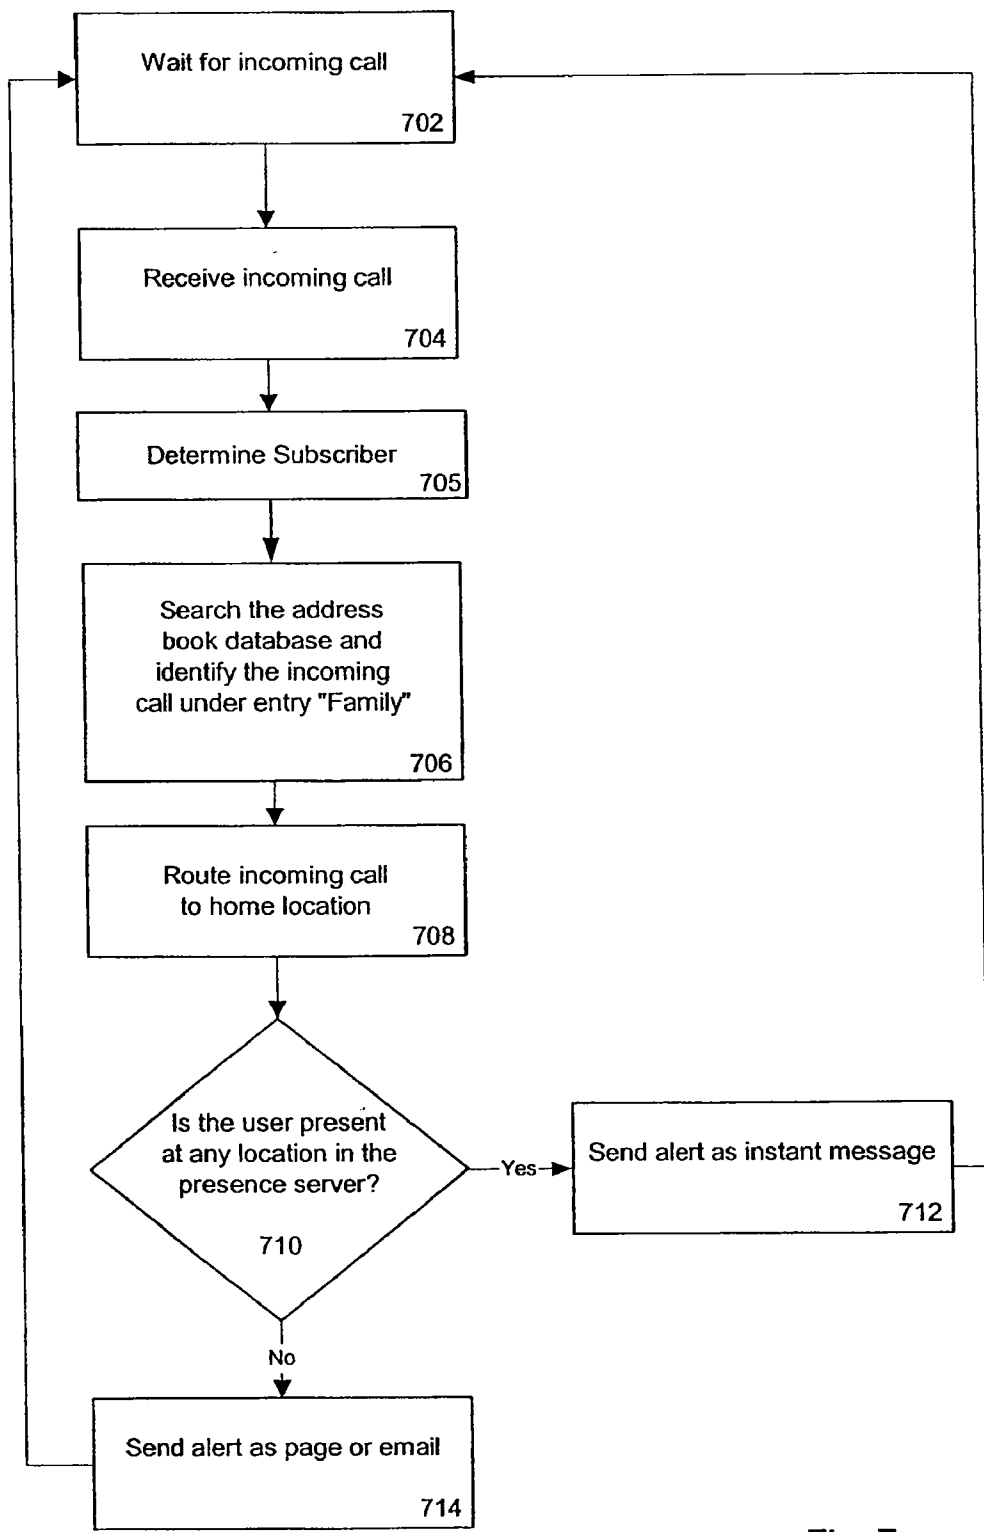 Wait for incoming call
702
Receive incoming call
704
Determine Subscriber
705
Search the address
book database and
identify the incoming
call under entry "Family"
706
Route incoming call
to home location
708
Is the user present
at any location in the
presence server?
710
Yes
Send alert as instant message
712
No
Send alert as page or email
714